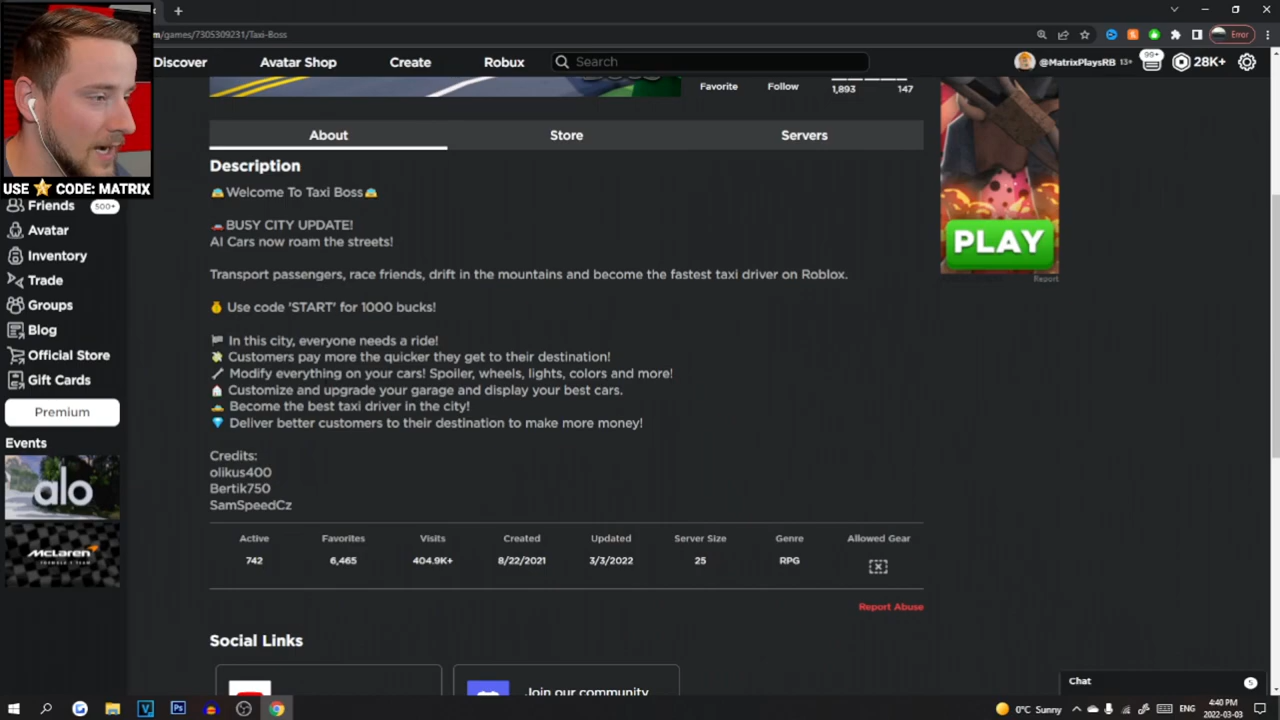 /games/7305309231/Taxi-Boss
Error
Discover
Avatar Shop
Create
Robux
Search
@MatrixPlaysRB 13+
99+
28K+
USE ⭐ CODE: MATRIX
Friends
500+
Avatar
Inventory
Trade
Groups
Blog
Official Store
Gift Cards
Premium
Events
alo
McLaren
Favorite
Follow
1,893
147
About
Store
Servers
Description
🚖Welcome To Taxi Boss🚖
🚗BUSY CITY UPDATE!
AI Cars now roam the streets!
Transport passengers, race friends, drift in the mountains and become the fastest taxi driver on Roblox.
💰 Use code 'START' for 1000 bucks!
🏁 In this city, everyone needs a ride!
💸 Customers pay more the quicker they get to their destination!
🔧 Modify everything on your cars! Spoiler, wheels, lights, colors and more!
🏠 Customize and upgrade your garage and display your best cars.
🚕 Become the best taxi driver in the city!
💎 Deliver better customers to their destination to make more money!
Credits:
olikus400
Bertik750
SamSpeedCz
Active
Favorites
Visits
Created
Updated
Server Size
Genre
Allowed Gear
742
6,465
404.9K+
8/22/2021
3/3/2022
25
RPG
Report Abuse
Social Links
Join our community
PLAY
Report
Chat
5
0°C Sunny
ENG
4:40 PM
2022-03-03